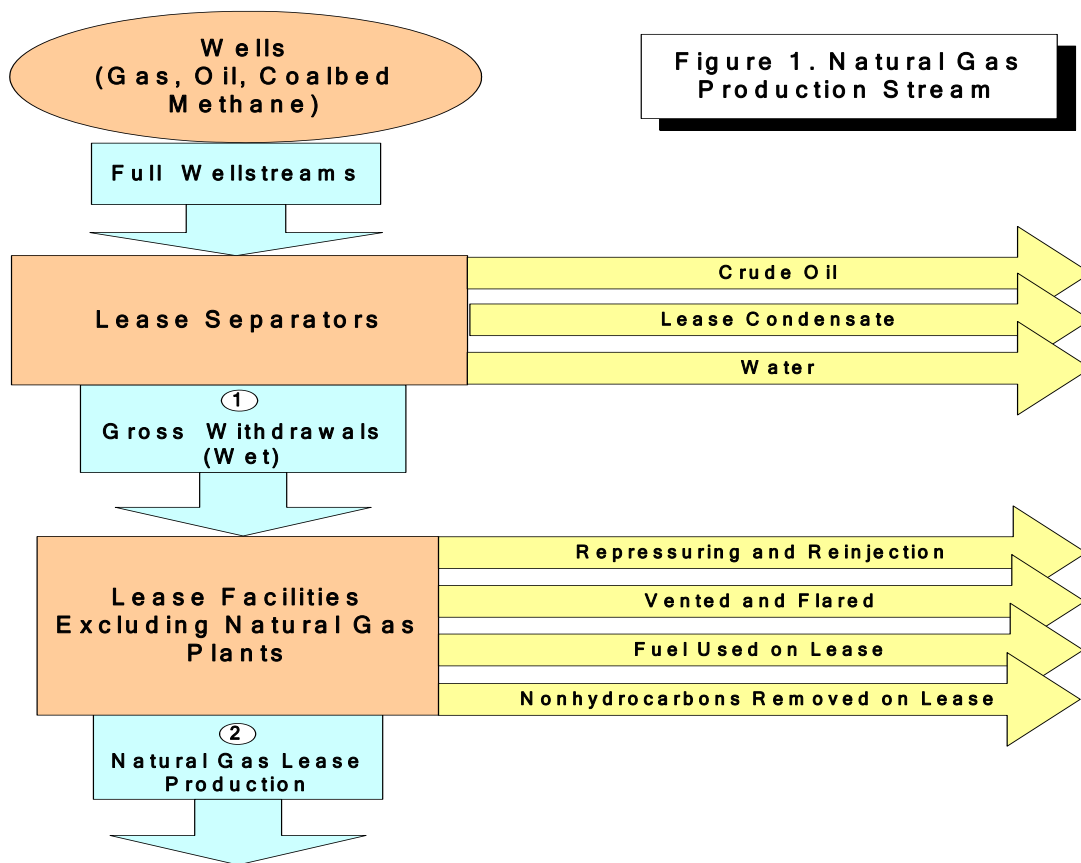 Wells
(Gas, Oil, Coalbed
Methane)
Figure 1. Natural Gas
Production Stream
Full Wellstreams
Lease Separators
Crude Oil
Lease Condensate
Water
1
Gross Withdrawals
(Wet)
Lease Facilities
Excluding Natural Gas
Plants
Repressuring and Reinjection
Vented and Flared
Fuel Used on Lease
Nonhydrocarbons Removed on Lease
2
Natural Gas Lease
Production